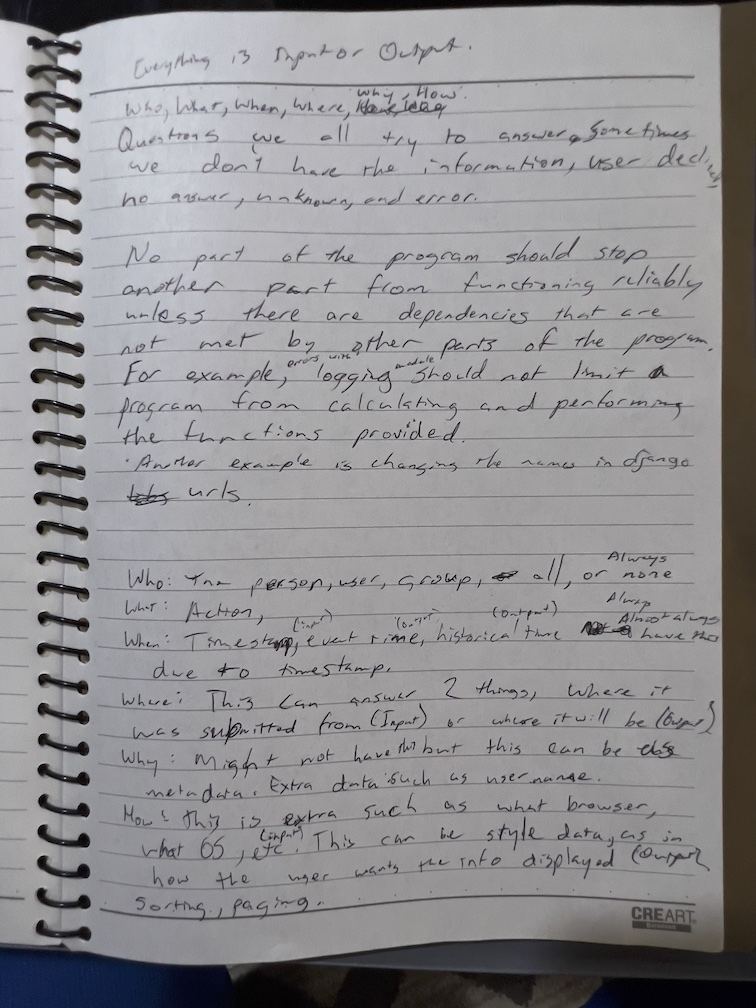 Everything is Input or Output.
why, How.
Who, What, When, Where,
Questions we all try to answer, Sometimes
we don't have the information, user declines
no answer, unknown, and error.
No part of the program should stop
another part from functioning reliably
unless there are dependencies that are
not met by other parts of the program.
errors with module
For example, logging should not limit a
program from calculating and performing
the functions provided.
· Another example is changing the names in django
urls.
Always
Who: The person, user, group, all, or none
Always
What: Action,
(input) (output) (output) Almost always
When: Timestamp, event time, historical time have this
due to timestamp.
Where: This can answer 2 things, Where it
was submitted from (Input) or where it will be (Output)
Why: Might not have this but this can be
metadata. Extra data such as username.
How: this is extra such as what browser,
(input)
what OS, etc. This can be style data, as in
how the user wants the info displayed (Output)
Sorting, paging.
CREART